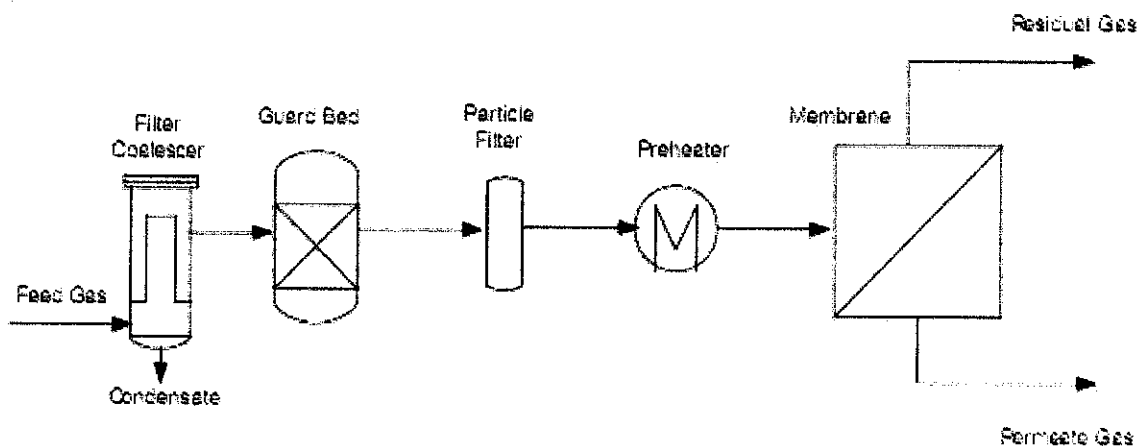 Residual Gas
Filter
Coalescer
Guard Bed
Particle
Filter
Preheater
Membrane
Feed Gas
Condensate
Permeate Gas